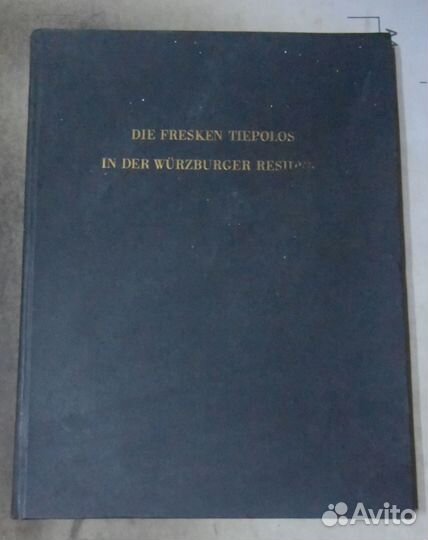 DIE FRESKEN TIEPOLOS
IN DER WÜRZBURGER
Avito